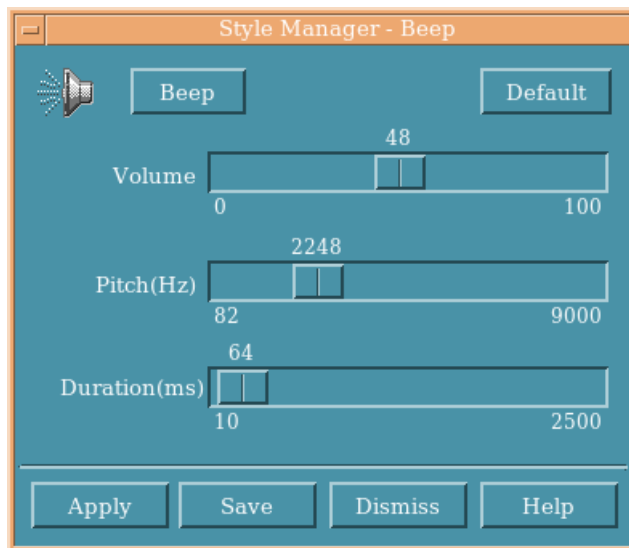 Style Manager - Beep
Beep
Default
48
Volume
0 100
2248
Pitch(Hz)
82 9000
64
Duration(ms)
10 2500
Apply Save Dismiss Help